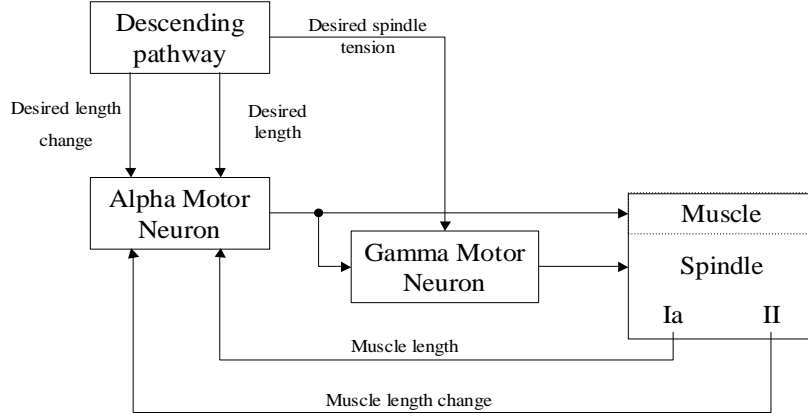 Descending
pathway
Desired spindle
tension
Desired length
change
Desired
length
Alpha Motor
Neuron
Muscle
Gamma Motor
Neuron
Spindle
Ia
II
Muscle length
Muscle length change